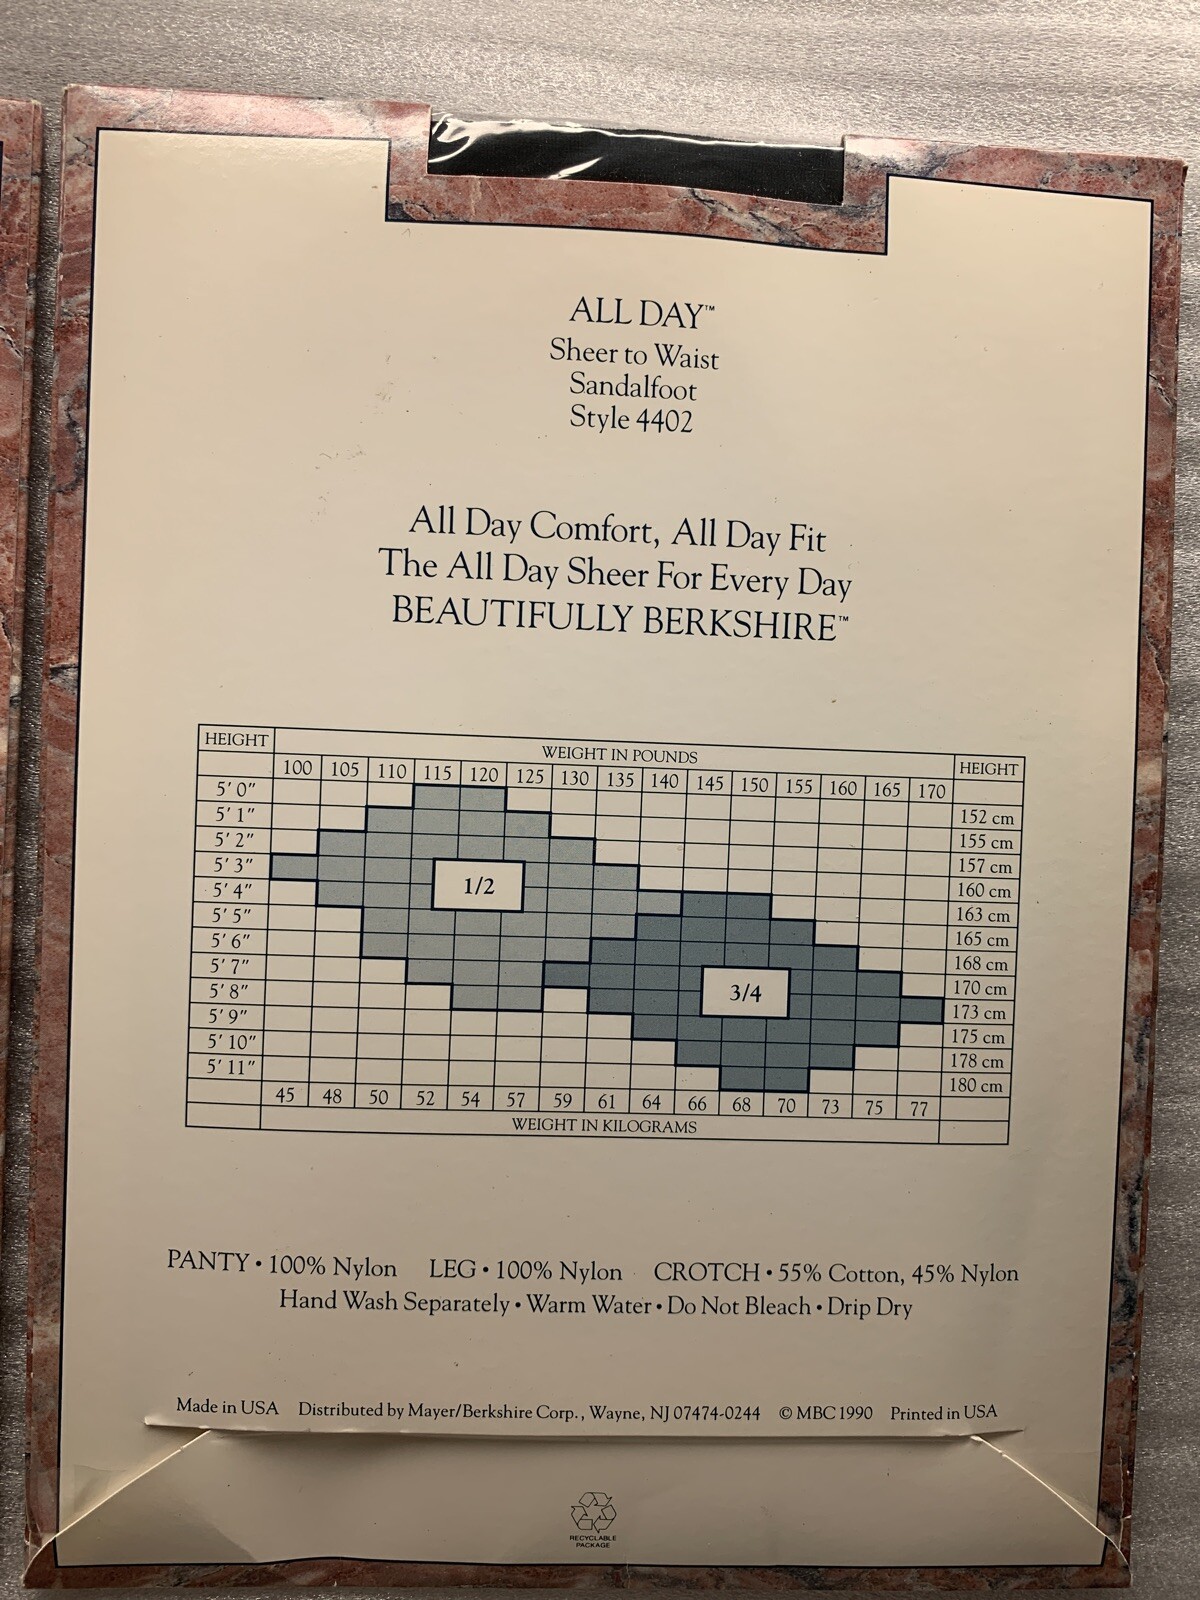 ALL DAY™
Sheer to Waist
Sandalfoot
Style 4402
All Day Comfort, All Day Fit
The All Day Sheer For Every Day
BEAUTIFULLY BERKSHIRE™
HEIGHT WEIGHT IN POUNDS HEIGHT
100 105 110 115 120 125 130 135 140 145 150 155 160 165 170
5' 0" 152 cm
5' 1" 155 cm
5' 2" 157 cm
5' 3" 160 cm
1/2
5' 4" 163 cm
5' 5" 165 cm
5' 6" 168 cm
5' 7" 170 cm
3/4
5' 8" 173 cm
5' 9" 175 cm
5' 10" 178 cm
5' 11" 180 cm
45 48 50 52 54 57 59 61 64 66 68 70 73 75 77
WEIGHT IN KILOGRAMS
PANTY • 100% Nylon LEG • 100% Nylon CROTCH • 55% Cotton, 45% Nylon
Hand Wash Separately • Warm Water • Do Not Bleach • Drip Dry
Made in USA Distributed by Mayer/Berkshire Corp., Wayne, NJ 07474-0244 © MBC 1990 Printed in USA
RECYCLABLE
PACKAGE